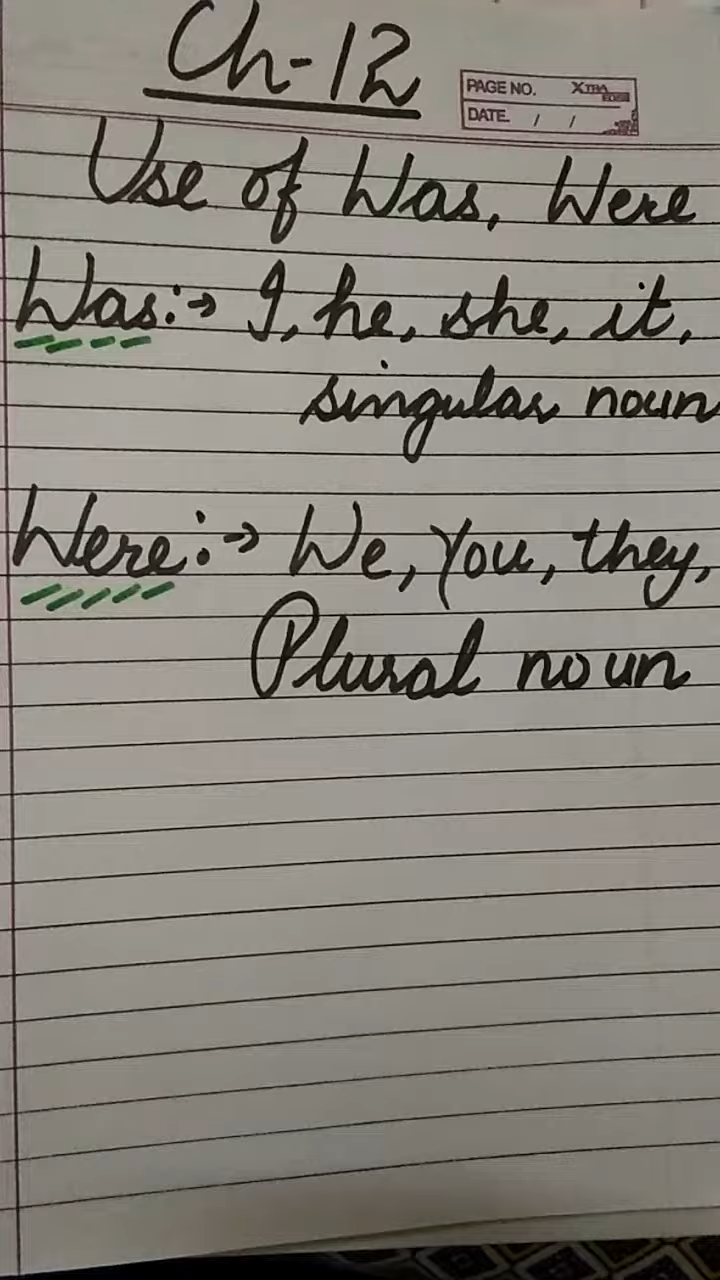 Ch-12
PAGE NO.
DATE / /
Use of Was, Were
Was:→ I, he, she, it,
singular noun
Were:→ We, You, they,
Plural noun